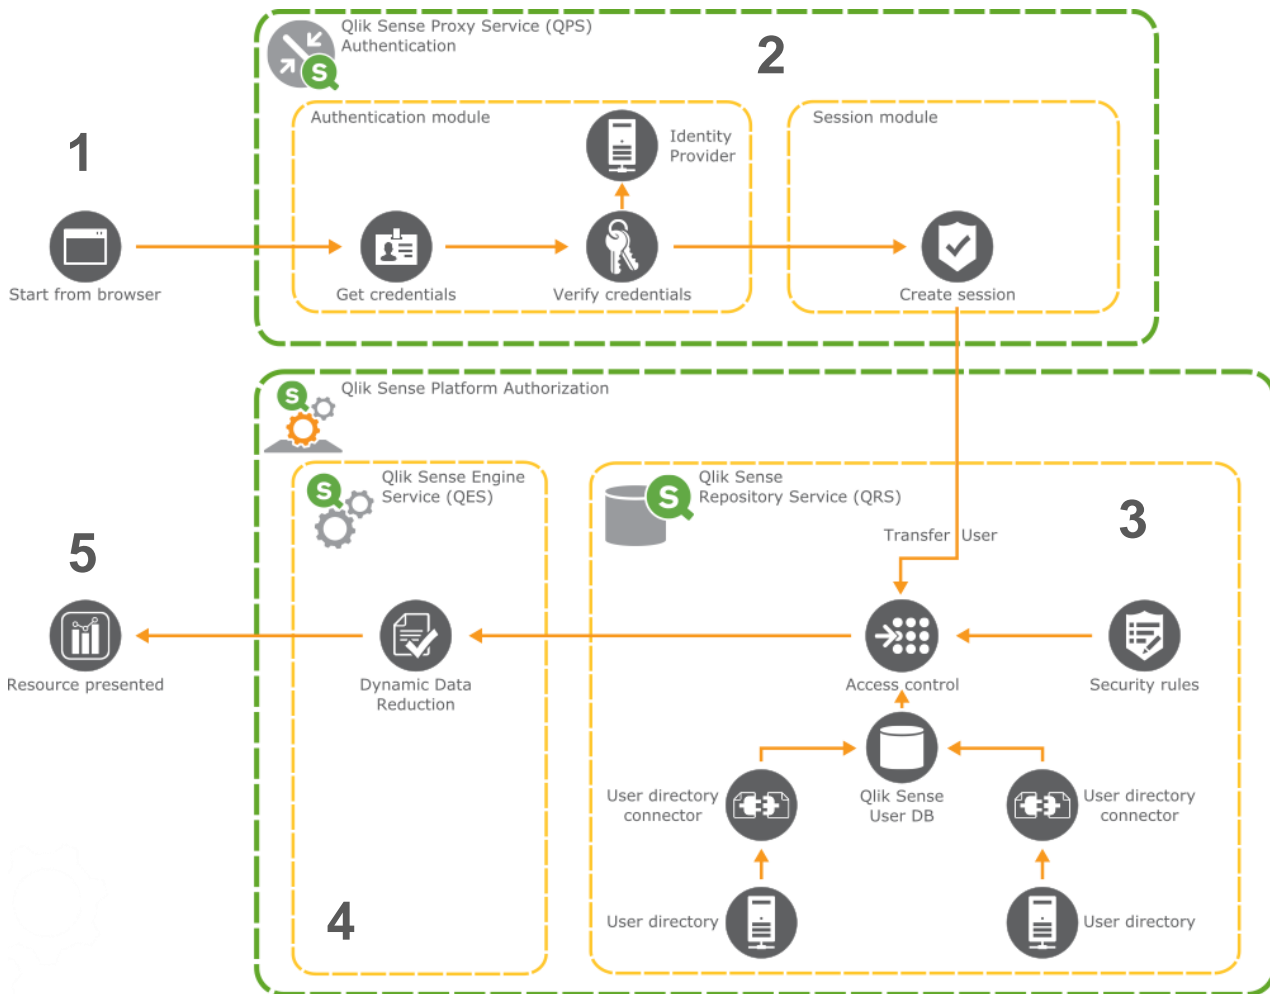 Qlik Sense Proxy Service (QPS)
Authentication
2
Authentication module
Session module
1
Identity
Provider
Start from browser
Get credentials
Verify credentials
Create session
Qlik Sense Platform Authorization
Qlik Sense Engine
Service (QES)
Qlik Sense
Repository Service (QRS)
3
Transfer User
5
Resource presented
Dynamic Data
Reduction
Access control
Security rules
User directory
connector
Qlik Sense
User DB
User directory
connector
4
User directory
User directory
S
S
S
S